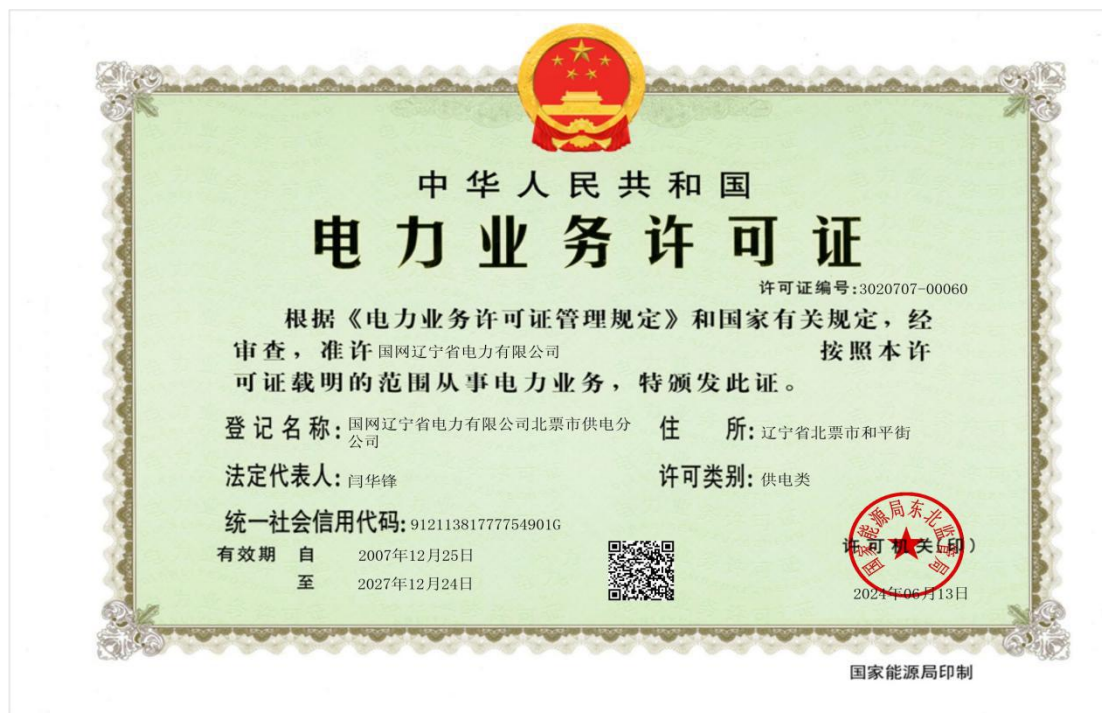 中华人民共和国
电力业务许可证
许可证编号:3020707-00060
根据《电力业务许可证管理规定》和国家有关规定，经
审查，准许国网辽宁省电力有限公司 按照本许
可证载明的范围从事电力业务，特颁发此证。
登记名称:国网辽宁省电力有限公司北票市供电分
公司
住 所:辽宁省北票市和平街
法定代表人:闫华锋
许可类别:供电类
统一社会信用代码:91211381777754901G
有效期 自 2007年12月25日
至 2027年12月24日
国家能源局东北监管局
许可机关(印)
2024年06月13日
国家能源局印制